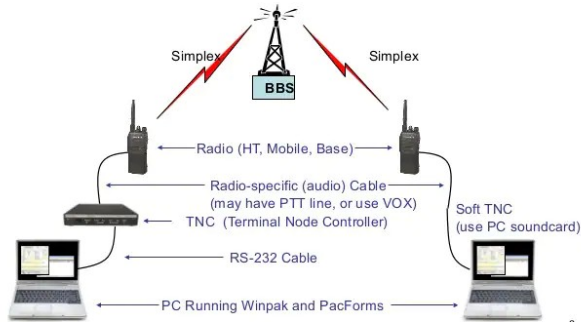 Simplex
Simplex
BBS
Radio (HT, Mobile, Base)
Radio-specific (audio) Cable
(may have PTT line, or use VOX)
TNC (Terminal Node Controller)
Soft TNC
(use PC soundcard)
RS-232 Cable
PC Running Winpak and PacForms